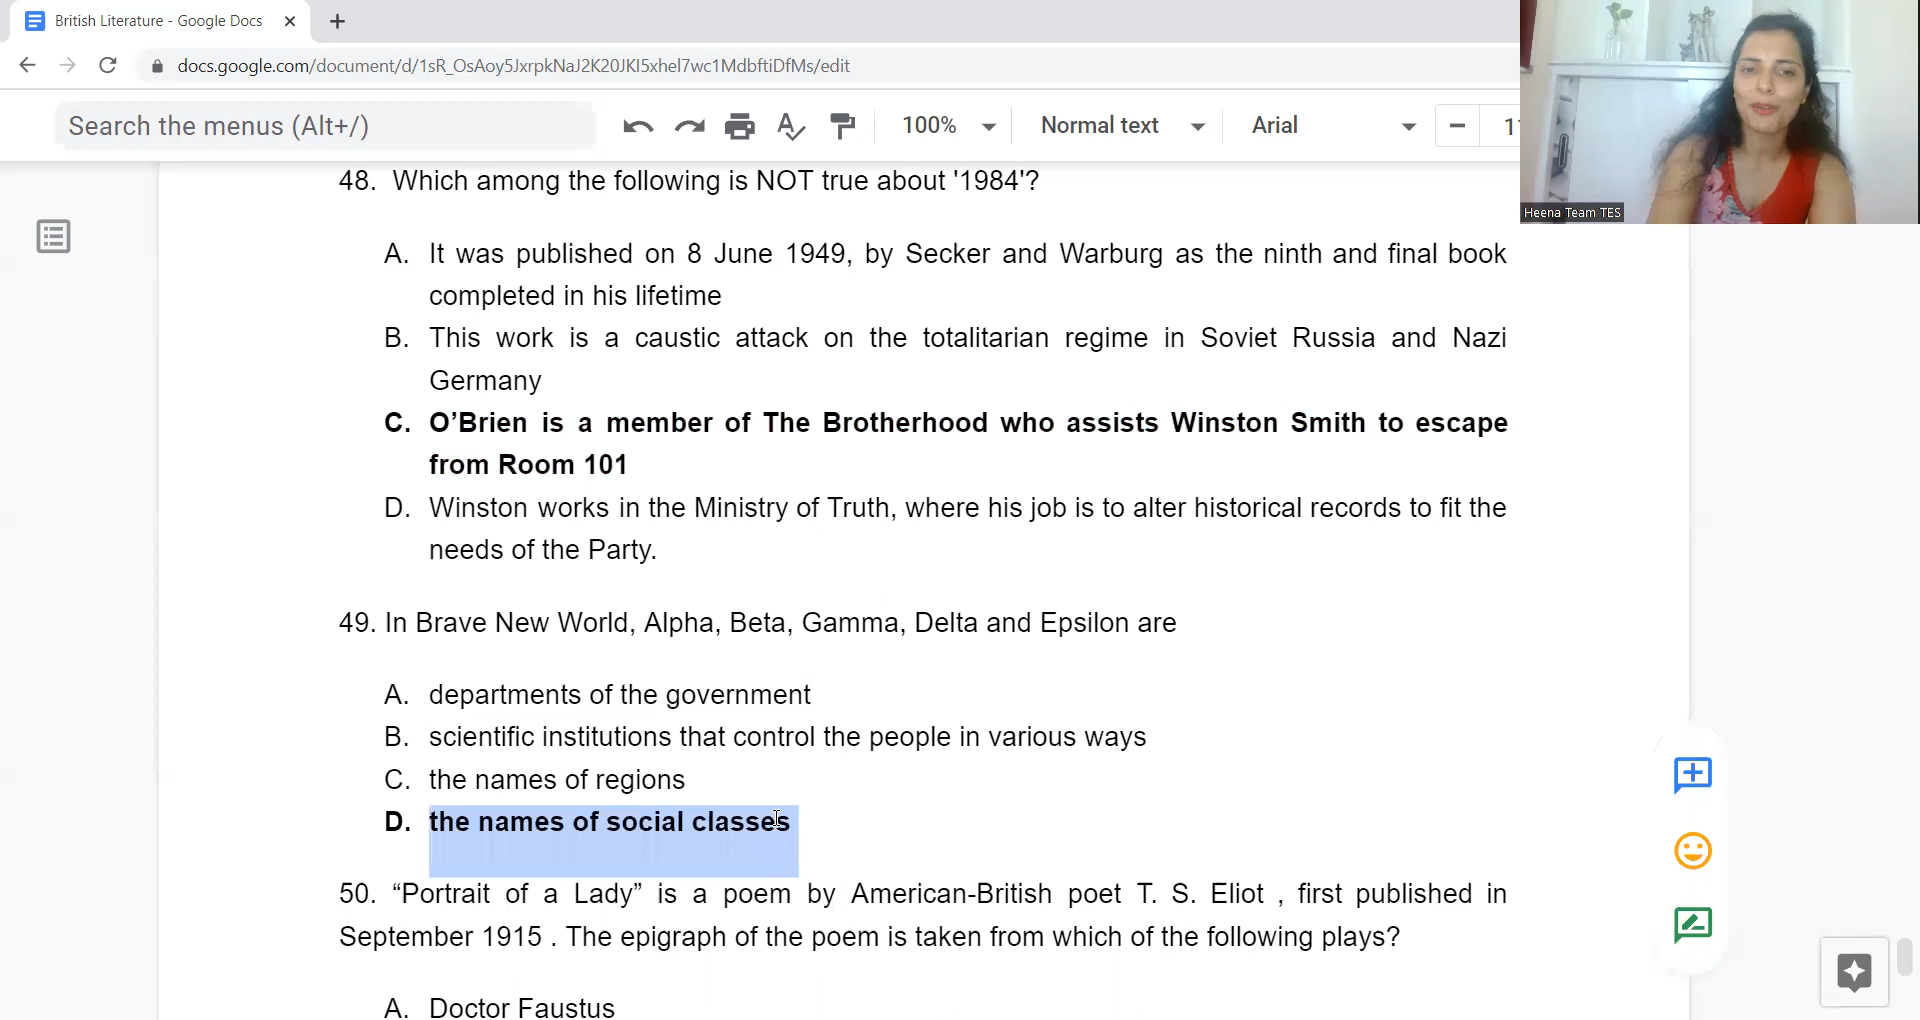 British Literature - Google Docs
docs.google.com/document/d/1sR_OsAoy5JxrpkNaJ2K20JKI5xhel7wc1MdbftiDfMs/edit
Search the menus (Alt+/)
100%
Normal text
Arial
Heena Team TES
48. Which among the following is NOT true about '1984'?
A. It was published on 8 June 1949, by Secker and Warburg as the ninth and final book
completed in his lifetime
B. This work is a caustic attack on the totalitarian regime in Soviet Russia and Nazi
Germany
C. O’Brien is a member of The Brotherhood who assists Winston Smith to escape
from Room 101
D. Winston works in the Ministry of Truth, where his job is to alter historical records to fit the
needs of the Party.
49. In Brave New World, Alpha, Beta, Gamma, Delta and Epsilon are
A. departments of the government
B. scientific institutions that control the people in various ways
C. the names of regions
D. the names of social classes
50. “Portrait of a Lady” is a poem by American-British poet T. S. Eliot , first published in
September 1915 . The epigraph of the poem is taken from which of the following plays?
A. Doctor Faustus